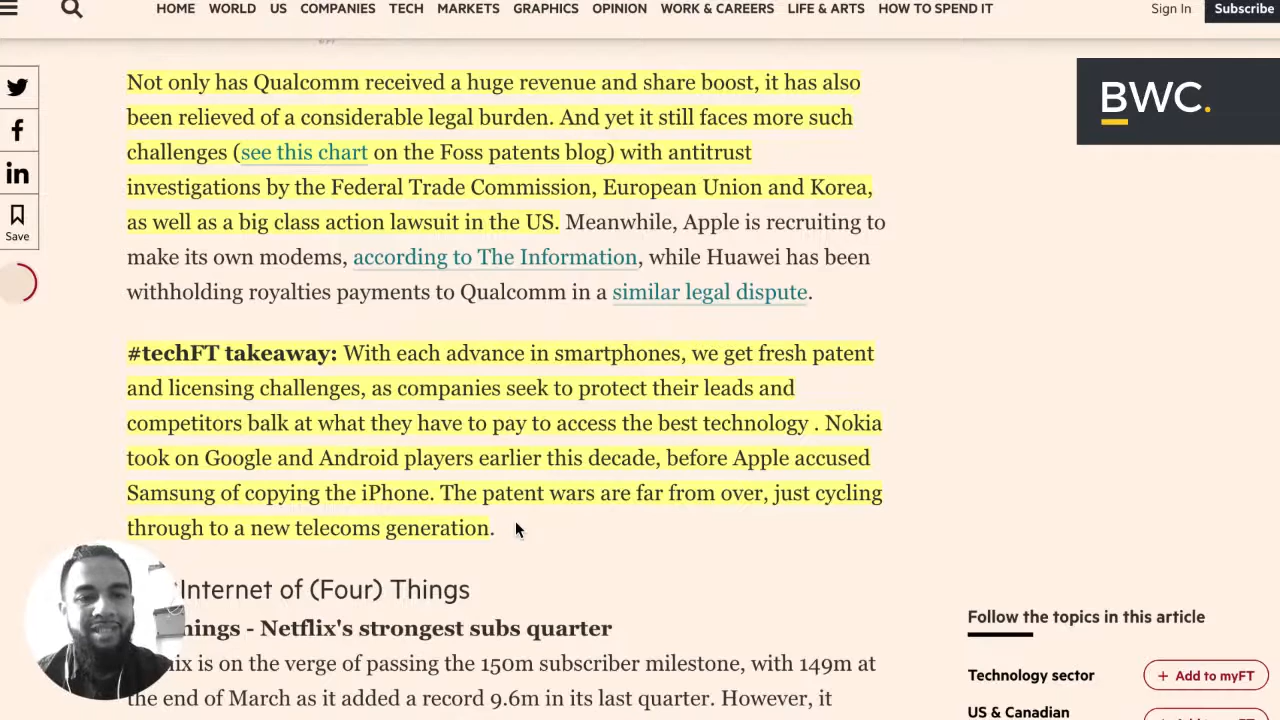 HOME WORLD US COMPANIES TECH MARKETS GRAPHICS OPINION WORK & CAREERS LIFE & ARTS HOW TO SPEND IT
Sign In Subscribe
BWC.
Not only has Qualcomm received a huge revenue and share boost, it has also
been relieved of a considerable legal burden. And yet it still faces more such
challenges (see this chart on the Foss patents blog) with antitrust
investigations by the Federal Trade Commission, European Union and Korea,
as well as a big class action lawsuit in the US. Meanwhile, Apple is recruiting to
make its own modems, according to The Information, while Huawei has been
withholding royalties payments to Qualcomm in a similar legal dispute.
Save
#techFT takeaway: With each advance in smartphones, we get fresh patent
and licensing challenges, as companies seek to protect their leads and
competitors balk at what they have to pay to access the best technology . Nokia
took on Google and Android players earlier this decade, before Apple accused
Samsung of copying the iPhone. The patent wars are far from over, just cycling
through to a new telecoms generation.
Internet of (Four) Things
- Netflix's strongest subs quarter
is on the verge of passing the 150m subscriber milestone, with 149m at
the end of March as it added a record 9.6m in its last quarter. However, it
Follow the topics in this article
Technology sector
+ Add to myFT
US & Canadian